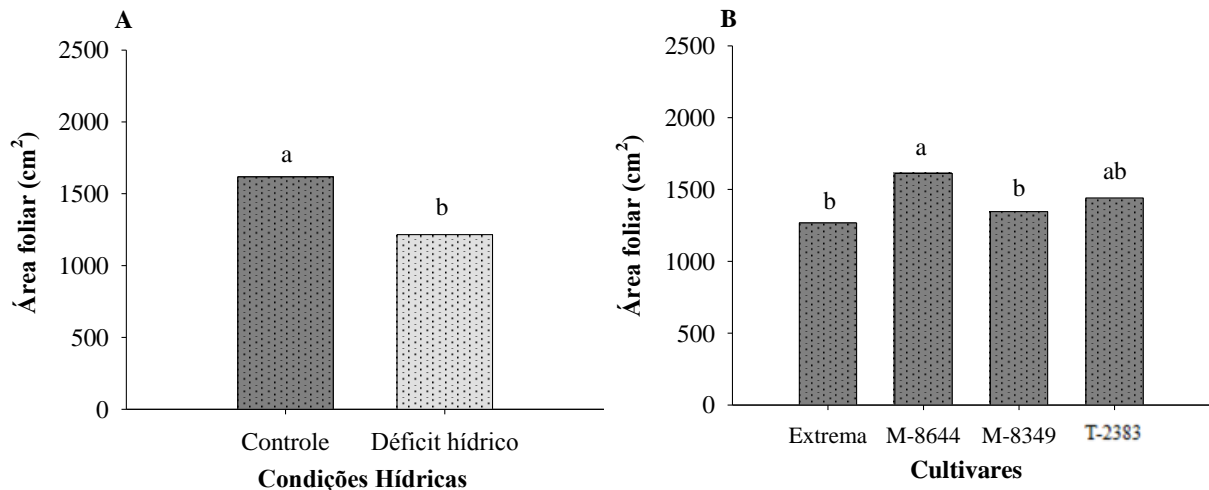 A
2500
2000
1500
1000
500
0
Área foliar (cm²)
a
b
Controle Déficit hídrico
Condições Hídricas
B
2500
2000
1500
1000
500
0
Área foliar (cm²)
b
a
b
ab
Extrema M-8644 M-8349 T-2383
Cultivares